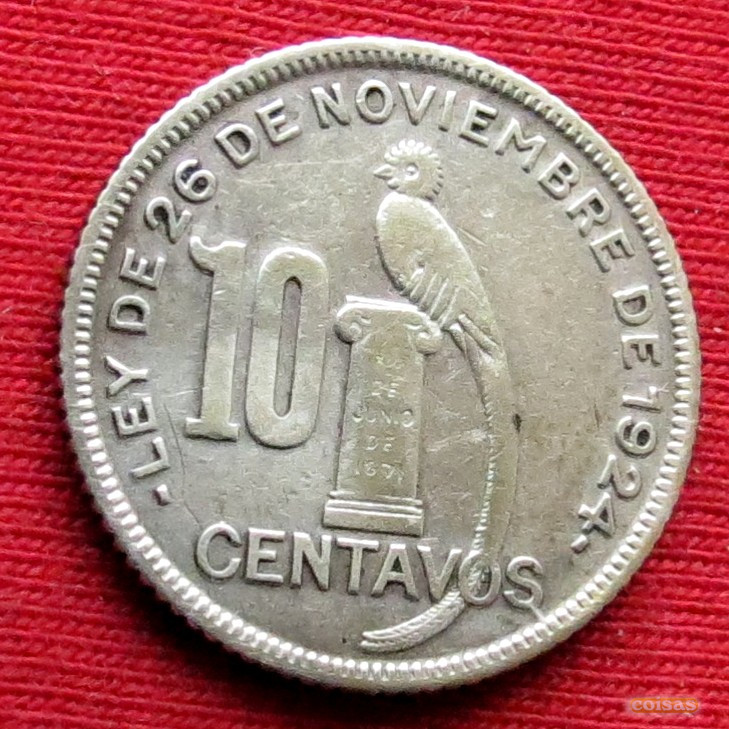 -LEY DE 26 DE NOVIEMBRE DE 1924-
10
DE
JUNIO
DE
1871
CENTAVOS
coisas